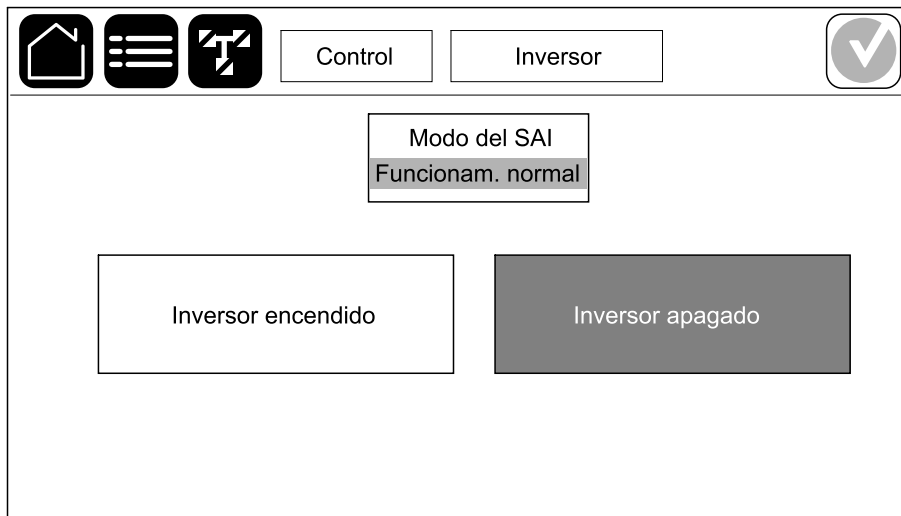 Control
Inversor
Modo del SAI
Funcionam. normal
Inversor encendido
Inversor apagado